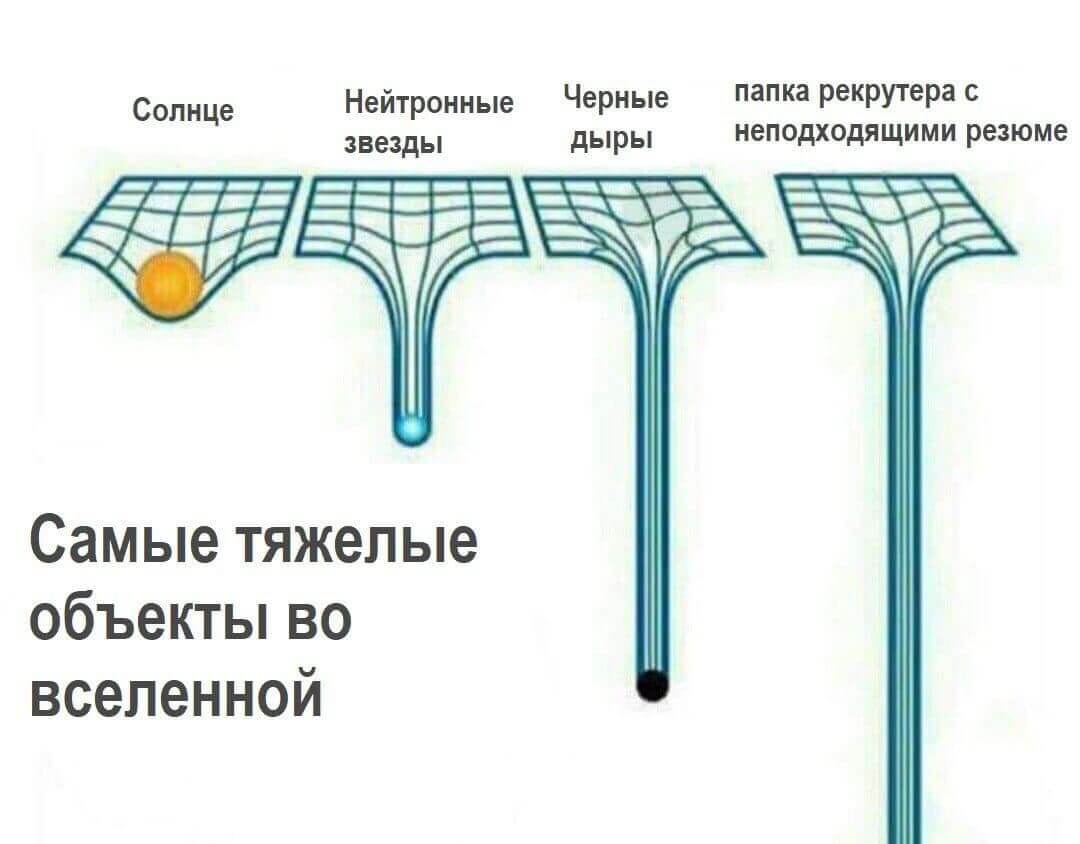 Солнце
Нейтронные
звезды
Черные
дыры
папка рекрутера с
неподходящими резюме
Самые тяжелые
объекты во
вселенной